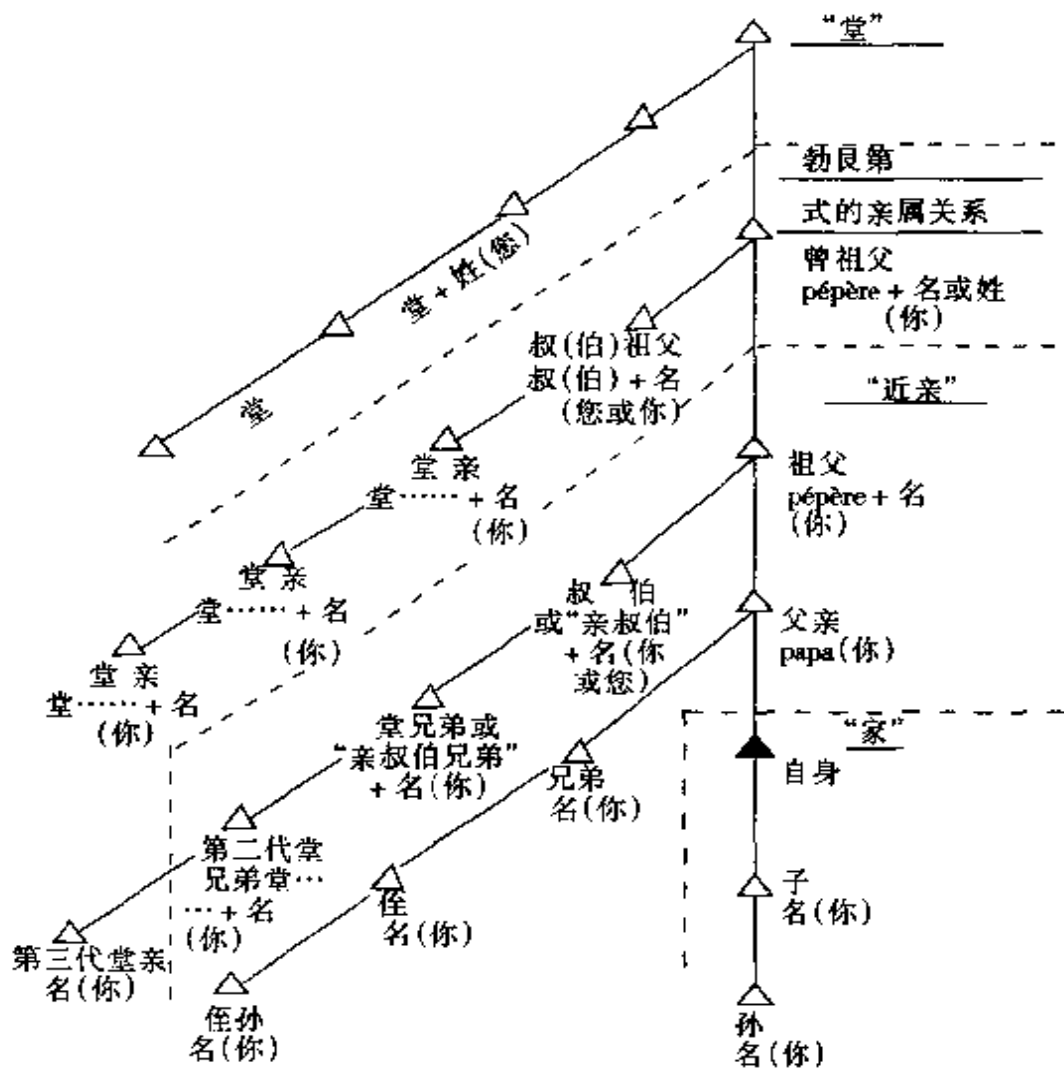 “堂”
勃艮第
式的亲属关系
曾祖父
pépère + 名或姓
(你)
堂 + 姓(您)
堂
叔(伯)祖父
叔(伯) + 名
(您或你)
“近亲”
堂 亲
堂…… + 名
(你)
祖父
pépère + 名
(你)
堂 亲
堂…… + 名
(你)
叔 伯
或“亲叔伯”
+ 名(你
或您)
父亲
papa(你)
堂 亲
堂…… + 名
(你)
堂兄弟或
“亲叔伯兄弟”
+ 名(你)
“家”
自身
兄弟
名(你)
第二代堂
兄弟堂…
… + 名
(你)
侄
名(你)
子
名(你)
第三代堂亲
名(你)
侄孙
名(你)
孙
名(你)